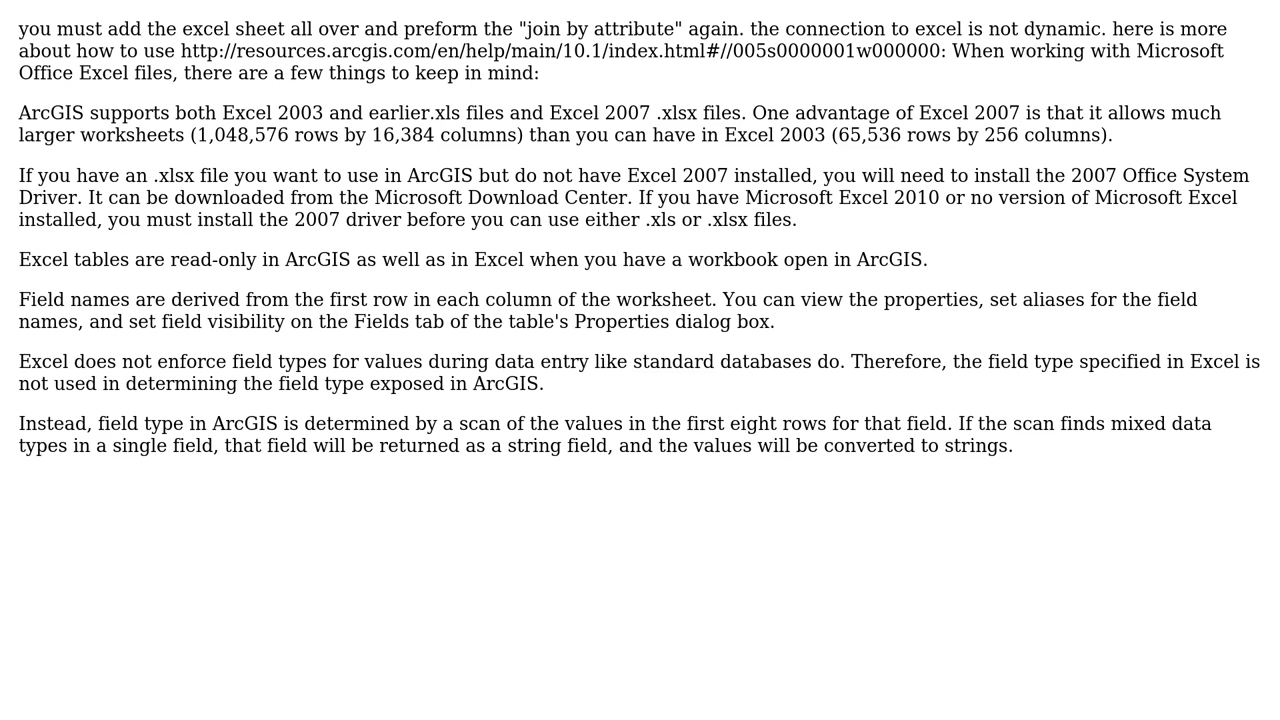 you must add the excel sheet all over and preform the "join by attribute" again. the connection to excel is not dynamic. here is more
about how to use http://resources.arcgis.com/en/help/main/10.1/index.html#//005s0000001w000000: When working with Microsoft
Office Excel files, there are a few things to keep in mind:
ArcGIS supports both Excel 2003 and earlier.xls files and Excel 2007 .xlsx files. One advantage of Excel 2007 is that it allows much
larger worksheets (1,048,576 rows by 16,384 columns) than you can have in Excel 2003 (65,536 rows by 256 columns).
If you have an .xlsx file you want to use in ArcGIS but do not have Excel 2007 installed, you will need to install the 2007 Office System
Driver. It can be downloaded from the Microsoft Download Center. If you have Microsoft Excel 2010 or no version of Microsoft Excel
installed, you must install the 2007 driver before you can use either .xls or .xlsx files.
Excel tables are read-only in ArcGIS as well as in Excel when you have a workbook open in ArcGIS.
Field names are derived from the first row in each column of the worksheet. You can view the properties, set aliases for the field
names, and set field visibility on the Fields tab of the table's Properties dialog box.
Excel does not enforce field types for values during data entry like standard databases do. Therefore, the field type specified in Excel is
not used in determining the field type exposed in ArcGIS.
Instead, field type in ArcGIS is determined by a scan of the values in the first eight rows for that field. If the scan finds mixed data
types in a single field, that field will be returned as a string field, and the values will be converted to strings.